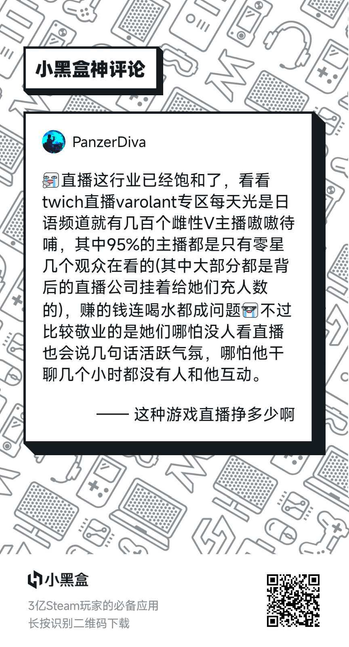 小黑盒神评论
PanzerDiva
直播这行业已经饱和了，看看
twich直播varolant专区每天光是日
语频道就有几百个雌性V主播嗷嗷待
哺，其中95%的主播都是只有零星
几个观众在看的(其中大部分都是背
后的直播公司挂着给她们充人数
的)，赚的钱连喝水都成问题不过
比较敬业的是她们哪怕没人看直播
也会说几句话活跃气氛，哪怕他干
聊几个小时都没有人和他互动。
—— 这种游戏直播挣多少啊
小黑盒
3亿Steam玩家的必备应用
长按识别二维码下载